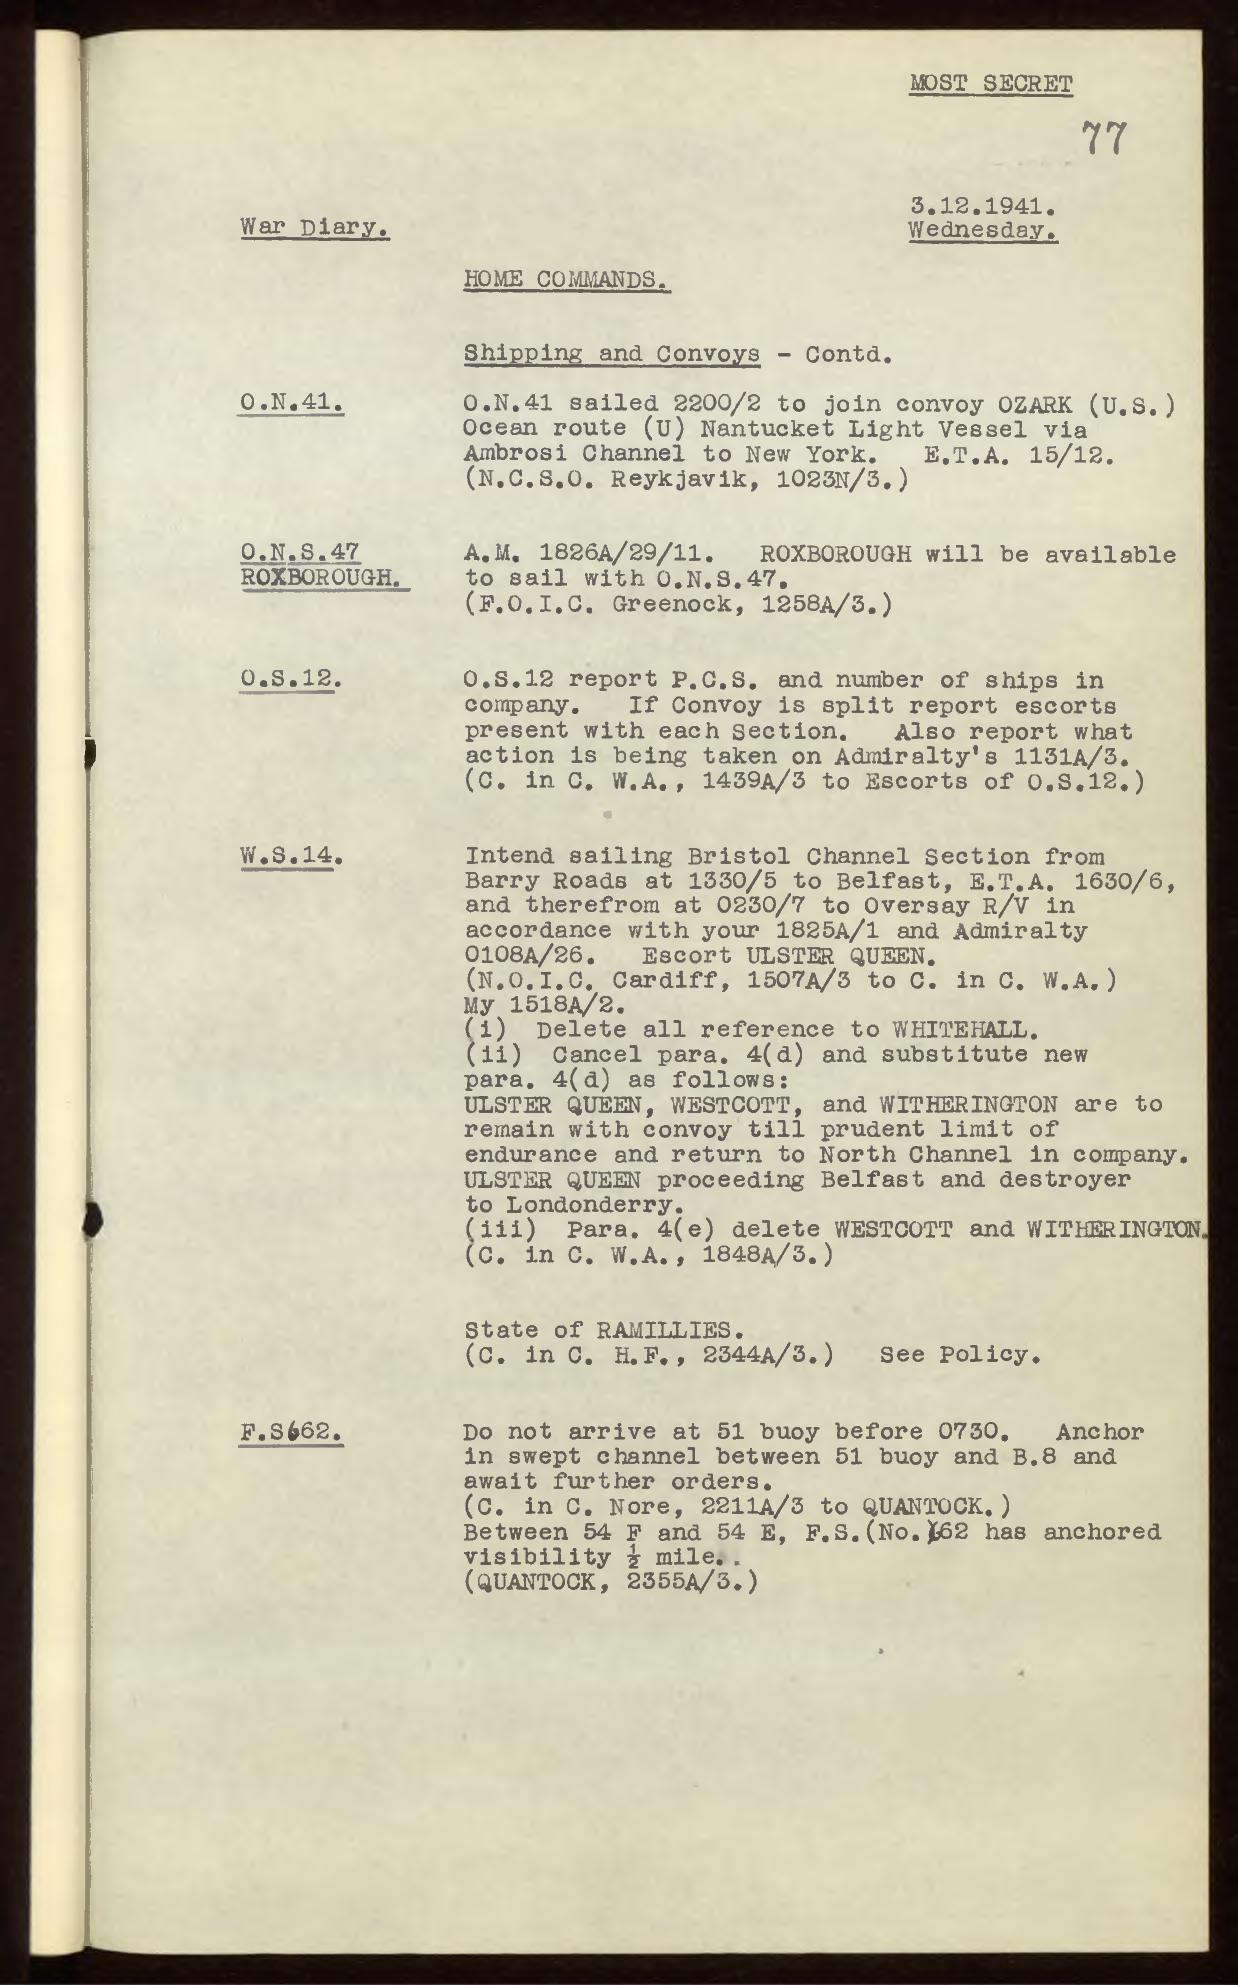 MOST SECRET
77
3.12.1941.
War Diary.
Wednesday.
HOME COMMANDS.
Shipping and Convoys - Contd.
O.N.41.
O.N.41 sailed 2200/2 to join convoy OZARK (U.S.)
Ocean route (U) Nantucket Light Vessel via
Ambrosi Channel to New York. E.T.A. 15/12.
(N.C.S.O. Reykjavik, 1023N/3.)
O.N.S.47
ROXBOROUGH.
A.M. 1826A/29/11. ROXBOROUGH will be available
to sail with O.N.S.47.
(F.O.I.C. Greenock, 1258A/3.)
O.S.12.
O.S.12 report P.C.S. and number of ships in
company. If Convoy is split report escorts
present with each Section. Also report what
action is being taken on Admiralty's 1131A/3.
(C. in C. W.A., 1439A/3 to Escorts of O.S.12.)
W.S.14.
Intend sailing Bristol Channel Section from
Barry Roads at 1330/5 to Belfast, E.T.A. 1630/6,
and therefrom at 0230/7 to Oversay R/V in
accordance with your 1825A/1 and Admiralty
0108A/26. Escort ULSTER QUEEN.
(N.O.I.C. Cardiff, 1507A/3 to C. in C. W.A.)
My 1518A/2.
(i) Delete all reference to WHITEHALL.
(ii) Cancel para. 4(d) and substitute new
para. 4(d) as follows:
ULSTER QUEEN, WESTCOTT, and WITHERINGTON are to
remain with convoy till prudent limit of
endurance and return to North Channel in company.
ULSTER QUEEN proceeding Belfast and destroyer
to Londonderry.
(iii) Para. 4(e) delete WESTCOTT and WITHERINGTON.
(C. in C. W.A., 1848A/3.)
State of RAMILLIES.
(C. in C. H.F., 2344A/3.) See Policy.
F.S662.
Do not arrive at 51 buoy before 0730. Anchor
in swept channel between 51 buoy and B.8 and
await further orders.
(C. in C. Nore, 2211A/3 to QUANTOCK.)
Between 54 F and 54 E, F.S.(No.662 has anchored
visibility ½ mile..
(QUANTOCK, 2355A/3.)